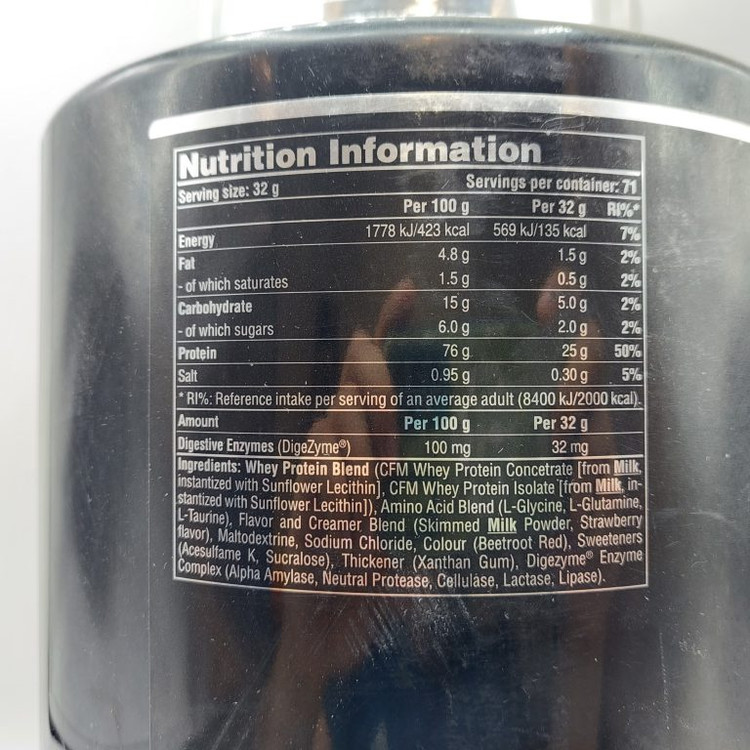 Nutrition Information
Serving size: 32 g Servings per container: 71
Per 100 g Per 32 g RI%*
Energy 1778 kJ/423 kcal 569 kJ/135 kcal 7%
Fat 4.8 g 1.5 g 2%
- of which saturates 1.5 g 0.5 g 2%
Carbohydrate 15 g 5.0 g 2%
- of which sugars 6.0 g 2.0 g 2%
Protein 76 g 25 g 50%
Salt 0.95 g 0.30 g 5%
* RI%: Reference intake per serving of an average adult (8400 kJ/2000 kcal).
Amount Per 100 g Per 32 g
Digestive Enzymes (DigeZyme®) 100 mg 32 mg
Ingredients: Whey Protein Blend (CFM Whey Protein Concetrate [from Milk,
instantized with Sunflower Lecithin], CFM Whey Protein Isolate [from Milk, in-
stantized with Sunflower Lecithin]), Amino Acid Blend (L-Glycine, L-Glutamine,
L-Taurine), Flavor and Creamer Blend (Skimmed Milk Powder, Strawberry
flavor), Maltodextrine, Sodium Chloride, Colour (Beetroot Red), Sweeteners
(Acesulfame K, Sucralose), Thickener (Xanthan Gum), Digezyme® Enzyme
Complex (Alpha Amylase, Neutral Protease, Cellulase, Lactase, Lipase).